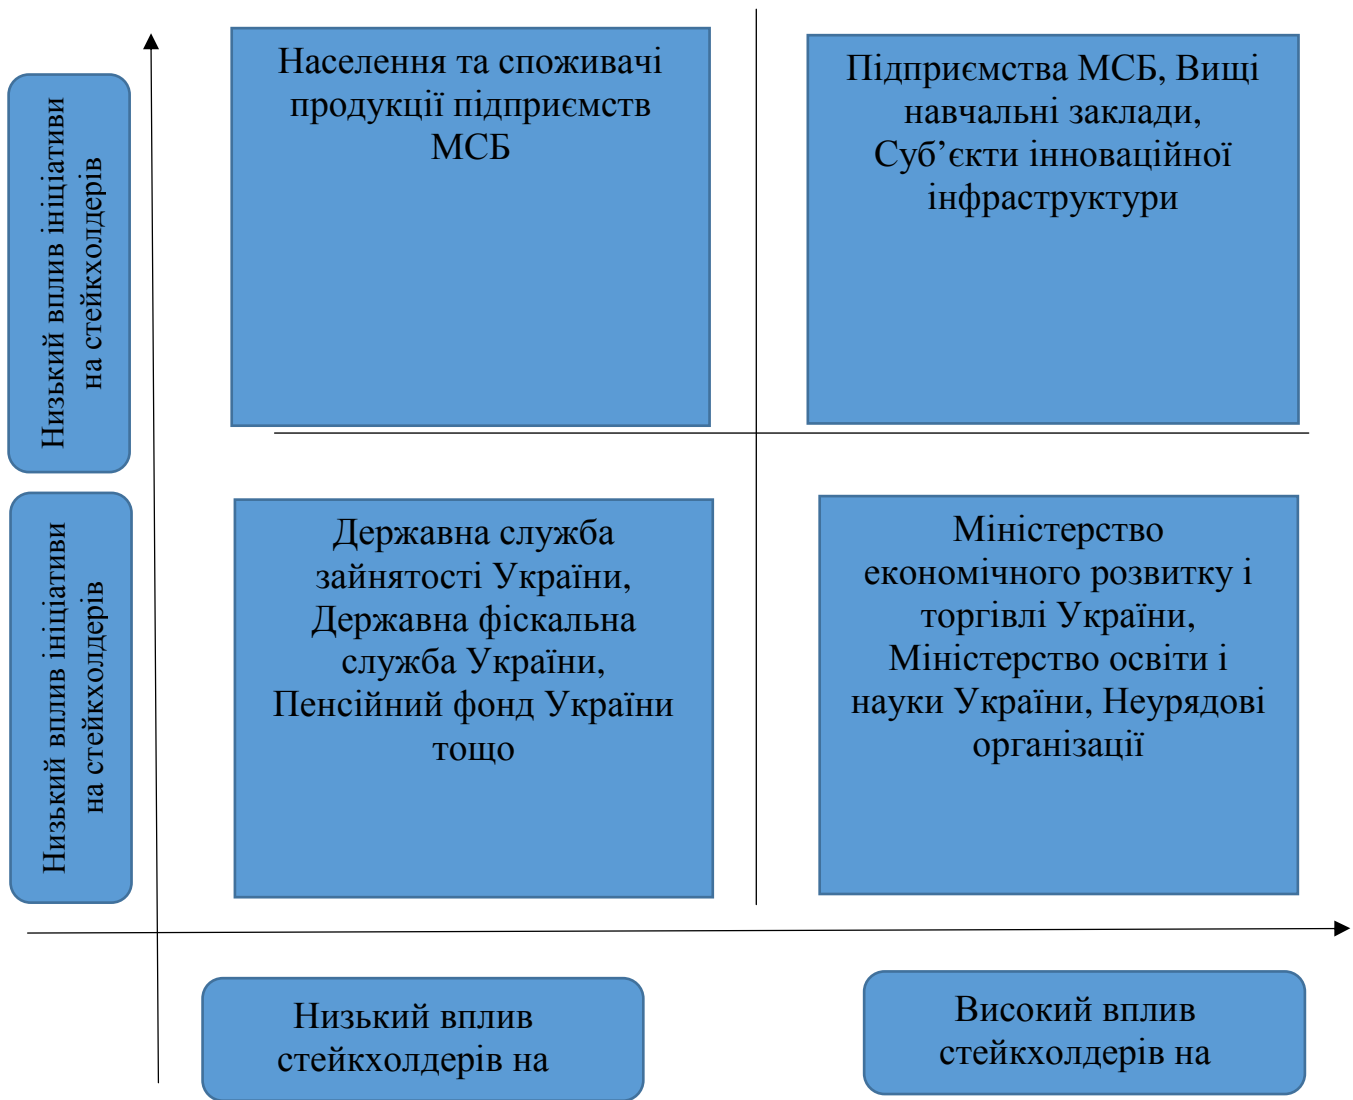 Низький вплив ініціативи
на стейкхолдерів
Населення та споживачі
продукції підприємств
МСБ
Підприємства МСБ, Вищі
навчальні заклади,
Суб’єкти інноваційної
інфраструктури
Низький вплив ініціативи
на стейкхолдерів
Державна служба
зайнятості України,
Державна фіскальна
служба України,
Пенсійний фонд України
тощо
Міністерство
економічного розвитку і
торгівлі України,
Міністерство освіти і
науки України, Неурядові
організації
Низький вплив
стейкхолдерів на
Високий вплив
стейкхолдерів на